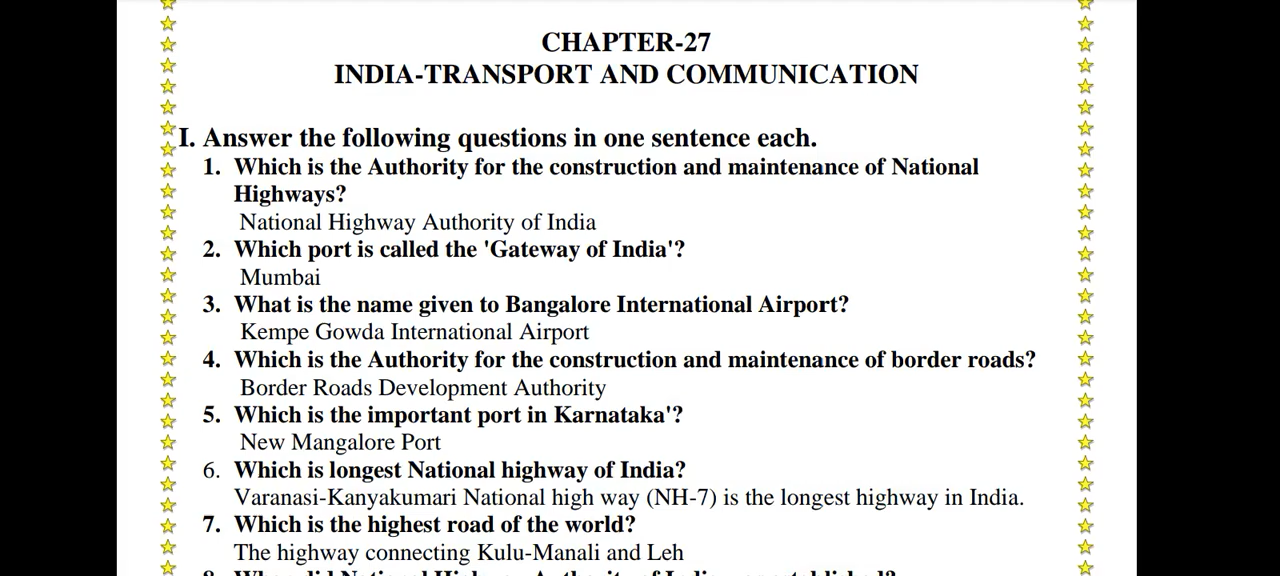 CHAPTER-27
INDIA-TRANSPORT AND COMMUNICATION
I. Answer the following questions in one sentence each.
1. Which is the Authority for the construction and maintenance of National
Highways?
National Highway Authority of India
2. Which port is called the 'Gateway of India'?
Mumbai
3. What is the name given to Bangalore International Airport?
Kempe Gowda International Airport
4. Which is the Authority for the construction and maintenance of border roads?
Border Roads Development Authority
5. Which is the important port in Karnataka'?
New Mangalore Port
6. Which is longest National highway of India?
Varanasi-Kanyakumari National high way (NH-7) is the longest highway in India.
7. Which is the highest road of the world?
The highway connecting Kulu-Manali and Leh